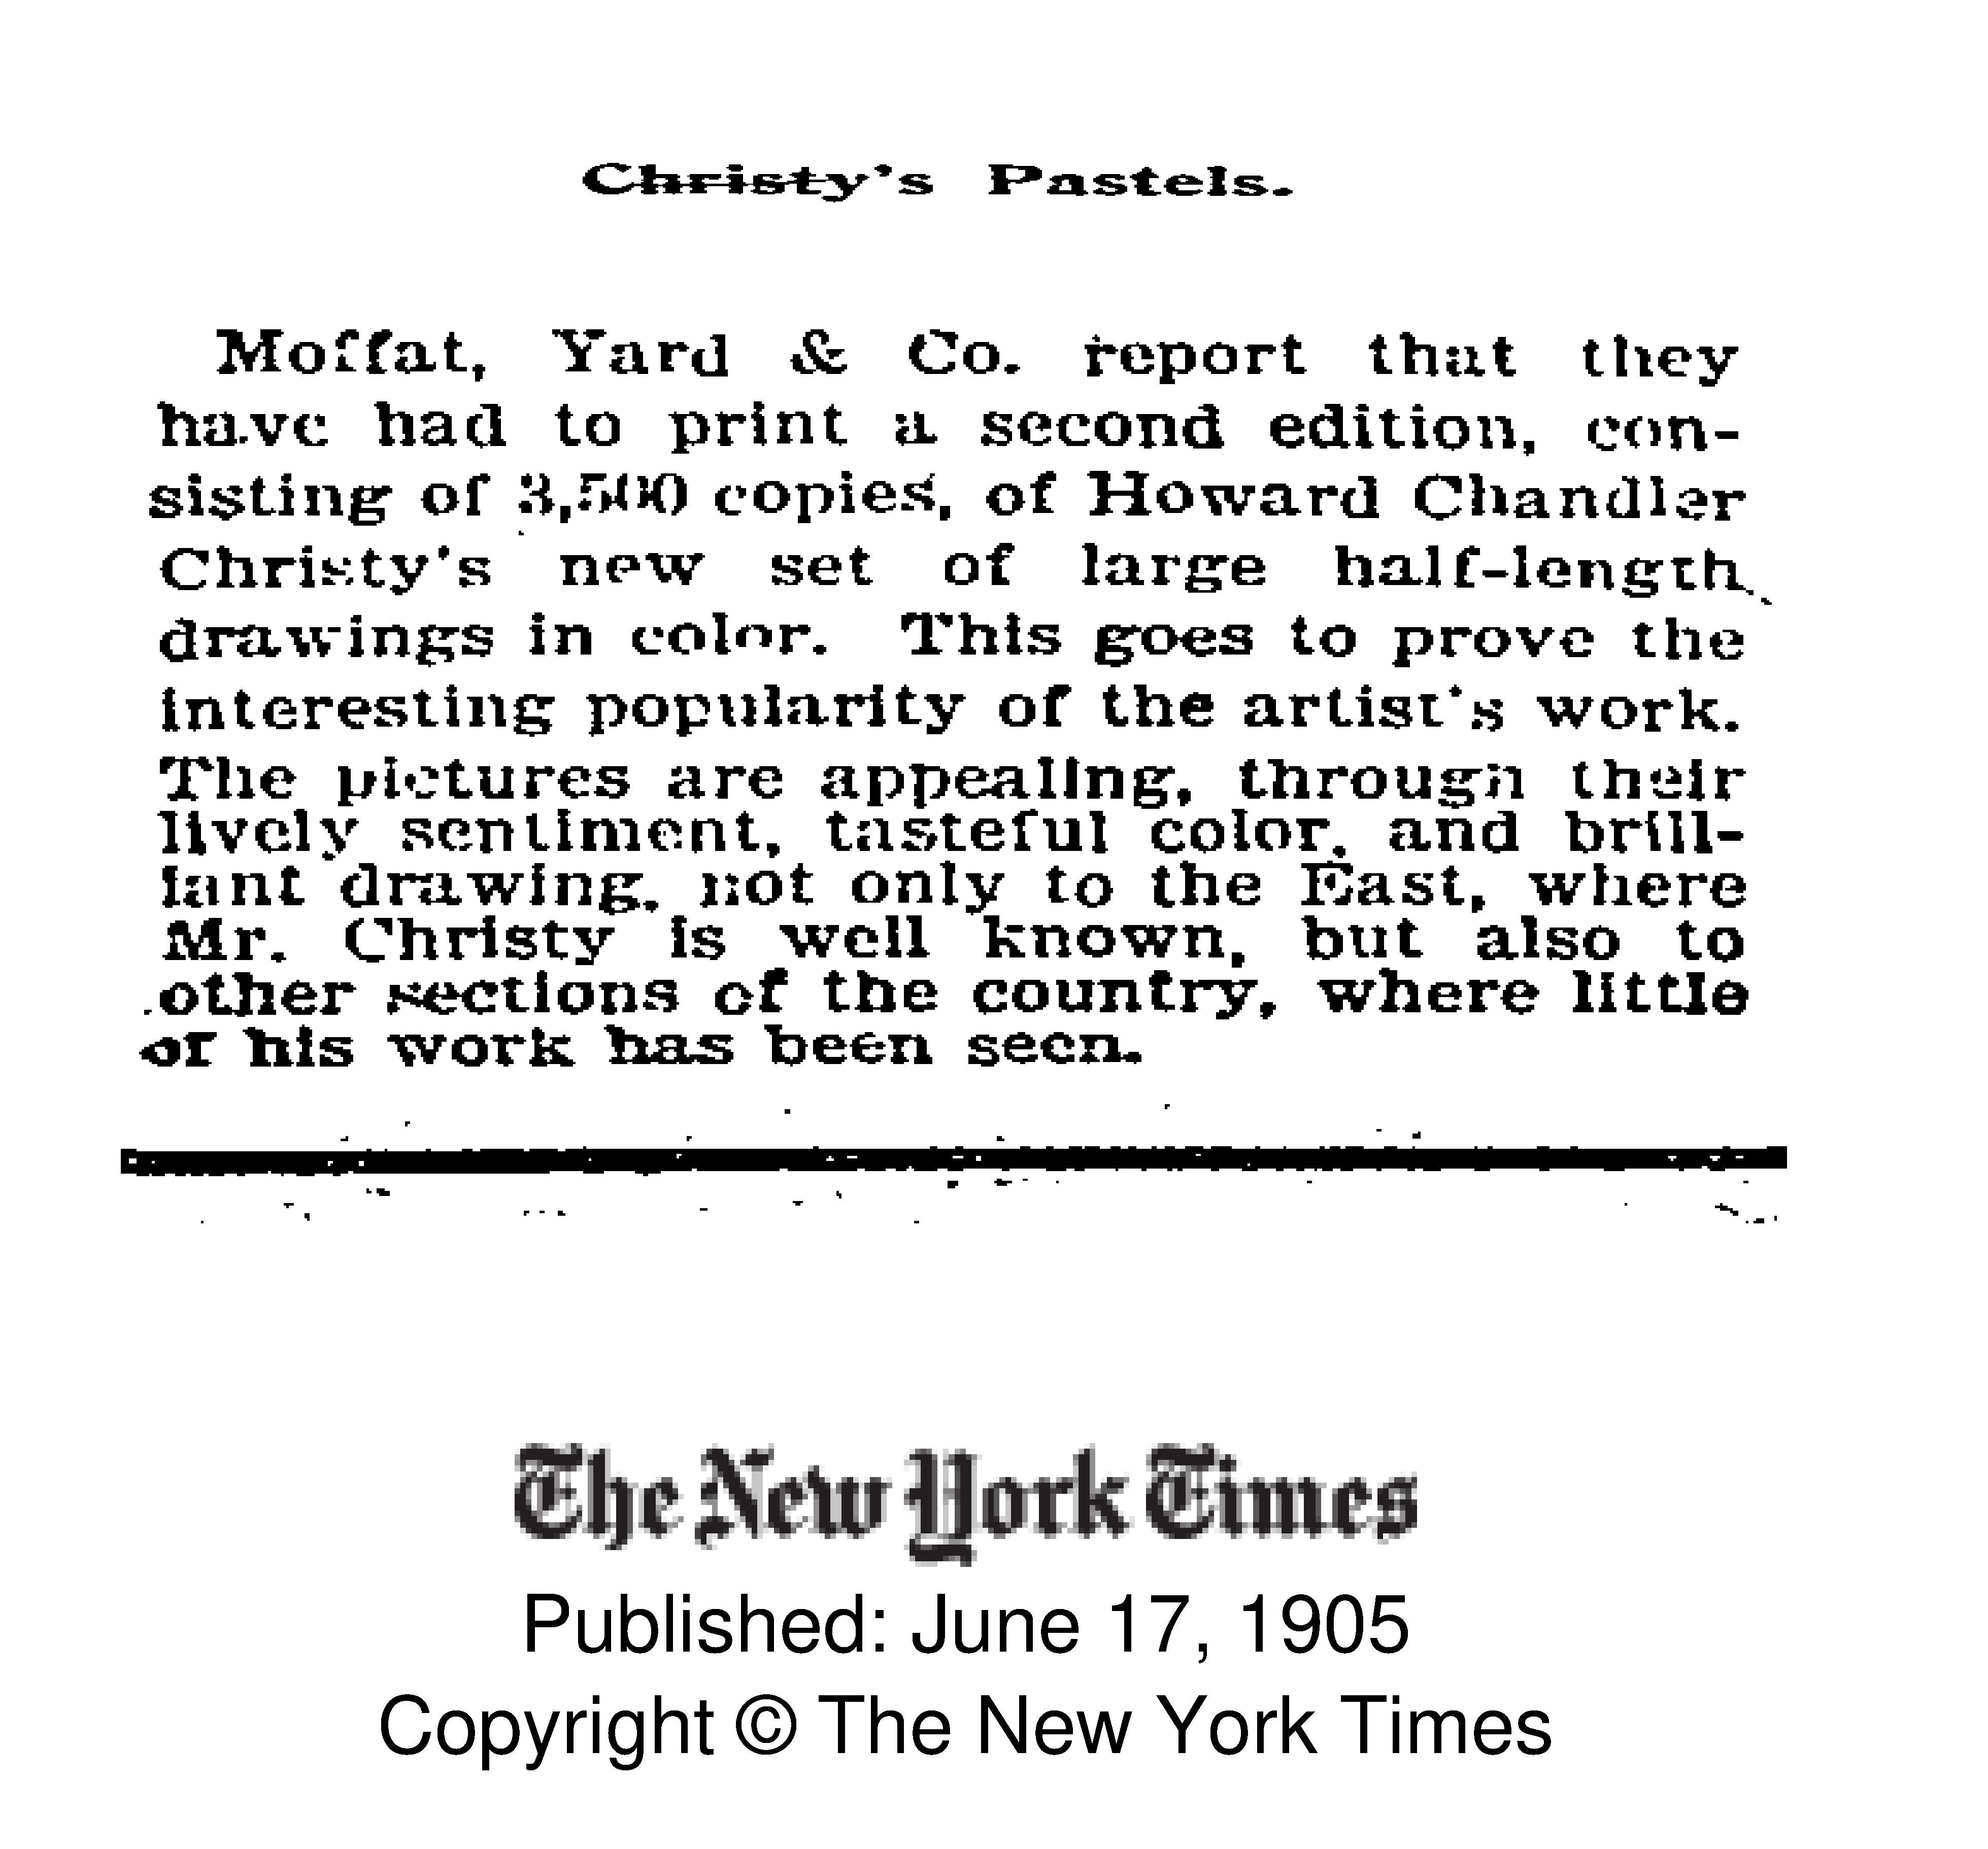 Christy's Pastels.
Moffat, Yard & Co. report that they
have had to print a second edition, con-
sisting of 3,500 copies, of Howard Chandler
Christy's new set of large half-length
drawings in color. This goes to prove the
interesting popularity of the artist's work.
The pictures are appealing, through their
lively sentiment, tasteful color, and brill-
iant drawing, not only to the East, where
Mr. Christy is well known, but also to
other sections of the country, where little
of his work has been seen.
The New York Times
Published: June 17, 1905
Copyright © The New York Times